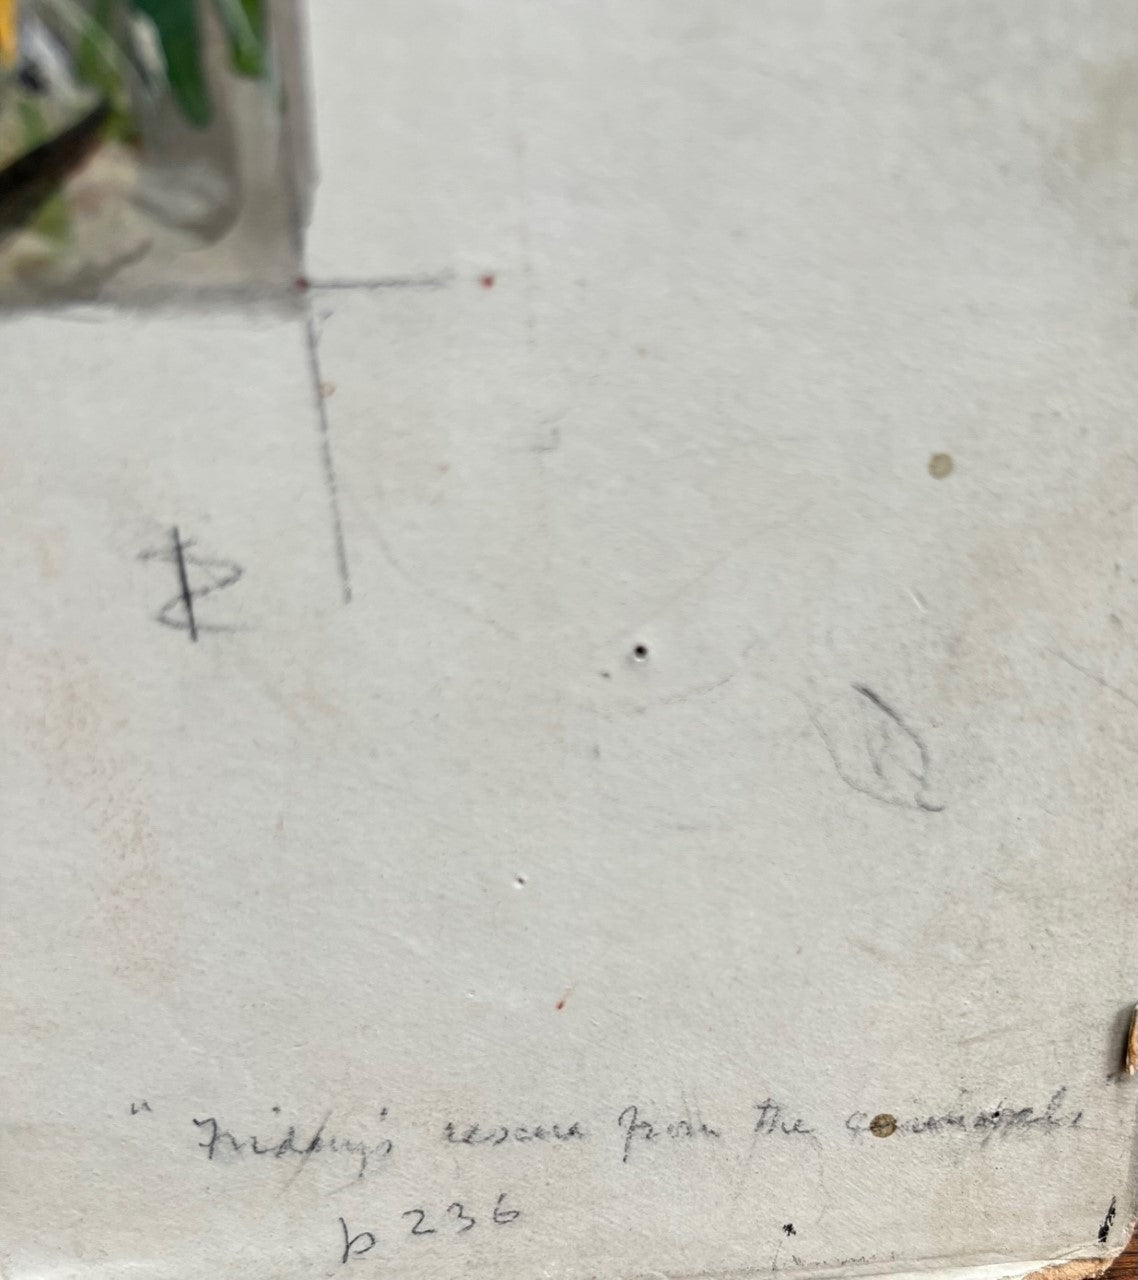 " Friday's rescue from the cannibals"
p 236